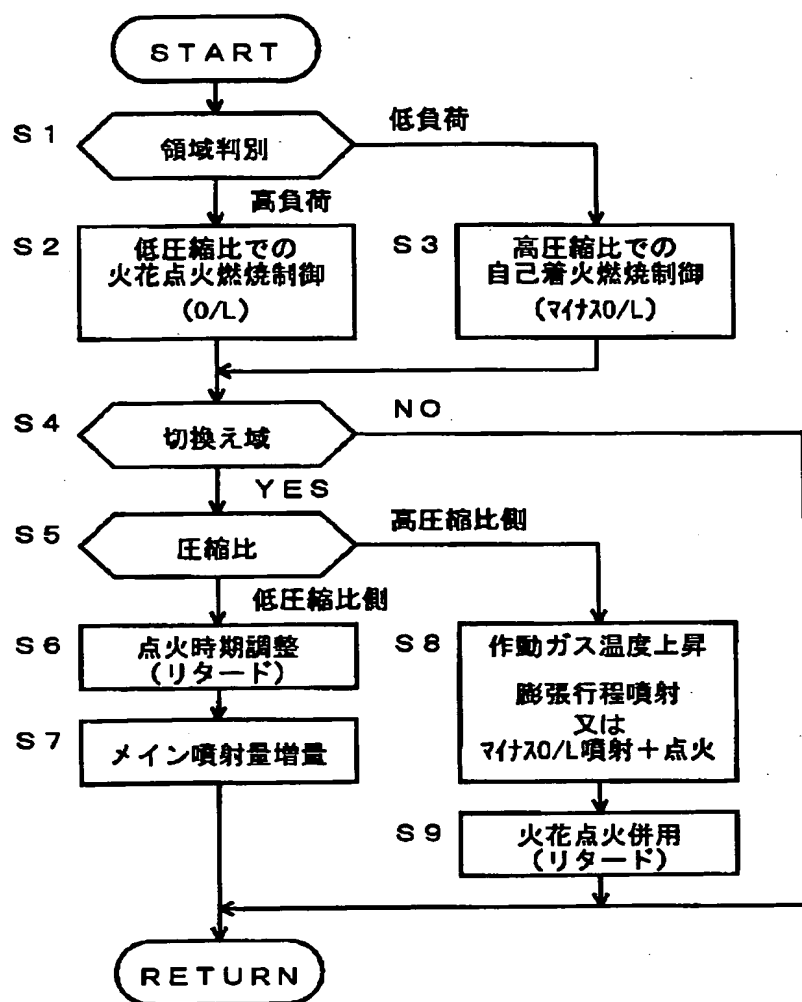 START
S1
領域判別
低負荷
高負荷
S2
低圧縮比での
火花点火燃焼制御
(O/L)
S3
高圧縮比での
自己着火燃焼制御
(マイナスO/L)
S4
切換え域
NO
YES
S5
圧縮比
高圧縮比側
低圧縮比側
S6
点火時期調整
(リタード)
S7
メイン噴射量増量
S8
作動ガス温度上昇
膨張行程噴射
又は
マイナスO/L噴射+点火
S9
火花点火併用
(リタード)
RETURN